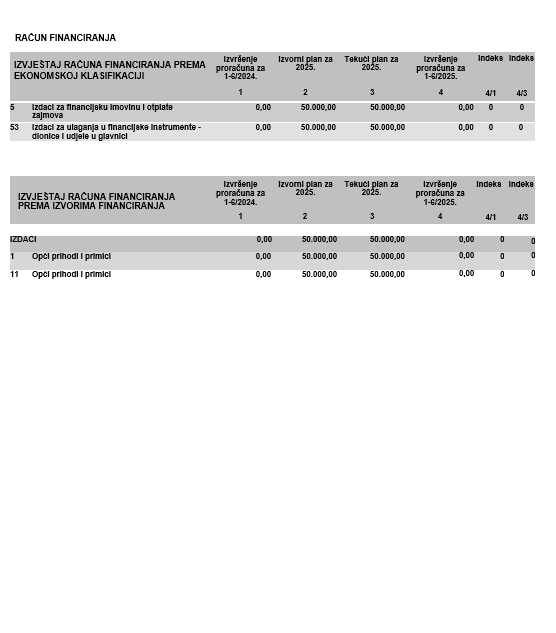 RAČUN FINANCIRANJA
IZVJEŠTAJ RAČUNA FINANCIRANJA PREMA EKONOMSKOJ KLASIFIKACIJI Izvršenje proračuna za 1-6/2024. Izvorni plan za 2025. Tekući plan za 2025. Izvršenje proračuna za 1-6/2025. Indeks Indeks
1 2 3 4 4/1 4/3
5 Izdaci za financijsku imovinu i otplate zajmova 0,00 50.000,00 50.000,00 0,00 0 0
53 Izdaci za ulaganja u financijske instrumente - dionice i udjele u glavnici 0,00 50.000,00 50.000,00 0,00 0 0
IZVJEŠTAJ RAČUNA FINANCIRANJA PREMA IZVORIMA FINANCIRANJA Izvršenje proračuna za 1-6/2024. Izvorni plan za 2025. Tekući plan za 2025. Izvršenje proračuna za 1-6/2025. Indeks Indeks
1 2 3 4 4/1 4/3
IZDACI 0,00 50.000,00 50.000,00 0,00 0 0
1 Opći prihodi i primici 0,00 50.000,00 50.000,00 0,00 0 0
11 Opći prihodi i primici 0,00 50.000,00 50.000,00 0,00 0 0